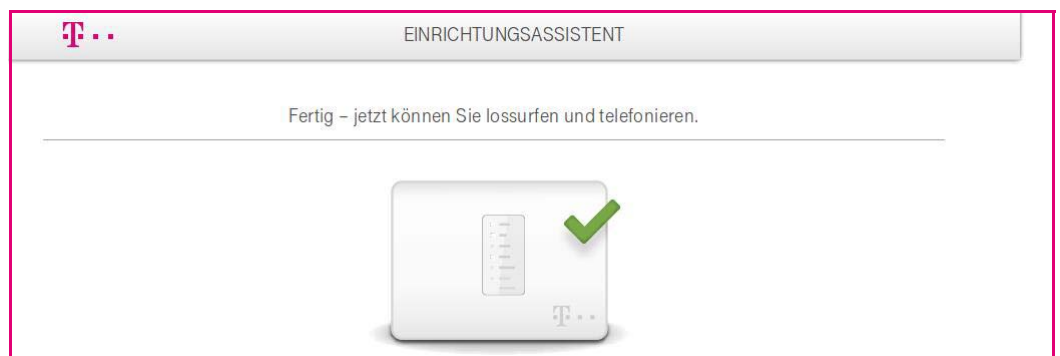 T
EINRICHTUNGSASSISTENT
Fertig – jetzt können Sie lossurfen und telefonieren.
T